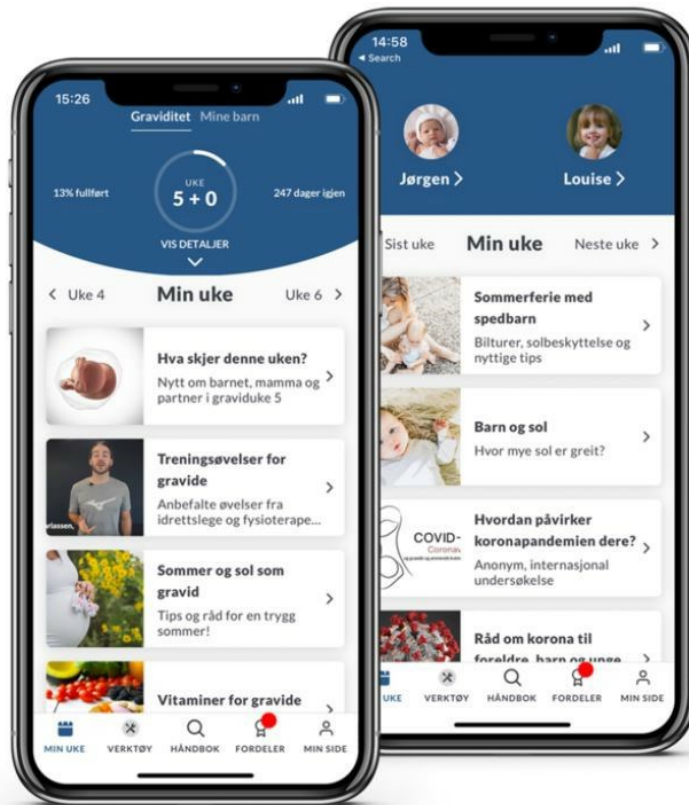 15:26
Graviditet Mine barn
13% fullført
UKE
5 + 0
247 dager igjen
VIS DETALJER
Uke 4
Min uke
Uke 6
Hva skjer denne uken?
Nytt om barnet, mamma og
partner i graviduke 5
Treningsøvelser for
gravide
Anbefalte øvelser fra
idrettslege og fysioterape...
Sommer og sol som
gravid
Tips og råd for en trygg
sommer!
Vitaminer for gravide
MIN UKE
VERKTØY
HÅNDBOK
FORDELER
MIN SIDE
14:58
Search
Jørgen
Louise
Sist uke
Min uke
Neste uke
Sommerferie med
spedbarn
Bilturer, solbeskyttelse og
nyttige tips
Barn og sol
Hvor mye sol er greit?
COVID-
Hvordan påvirker
koronapandemien dere?
Anonym, internasjonal
undersøkelse
Råd om korona til
foreldre, barn og unge
UKE
VERKTØY
HÅNDBOK
FORDELER
MIN SIDE